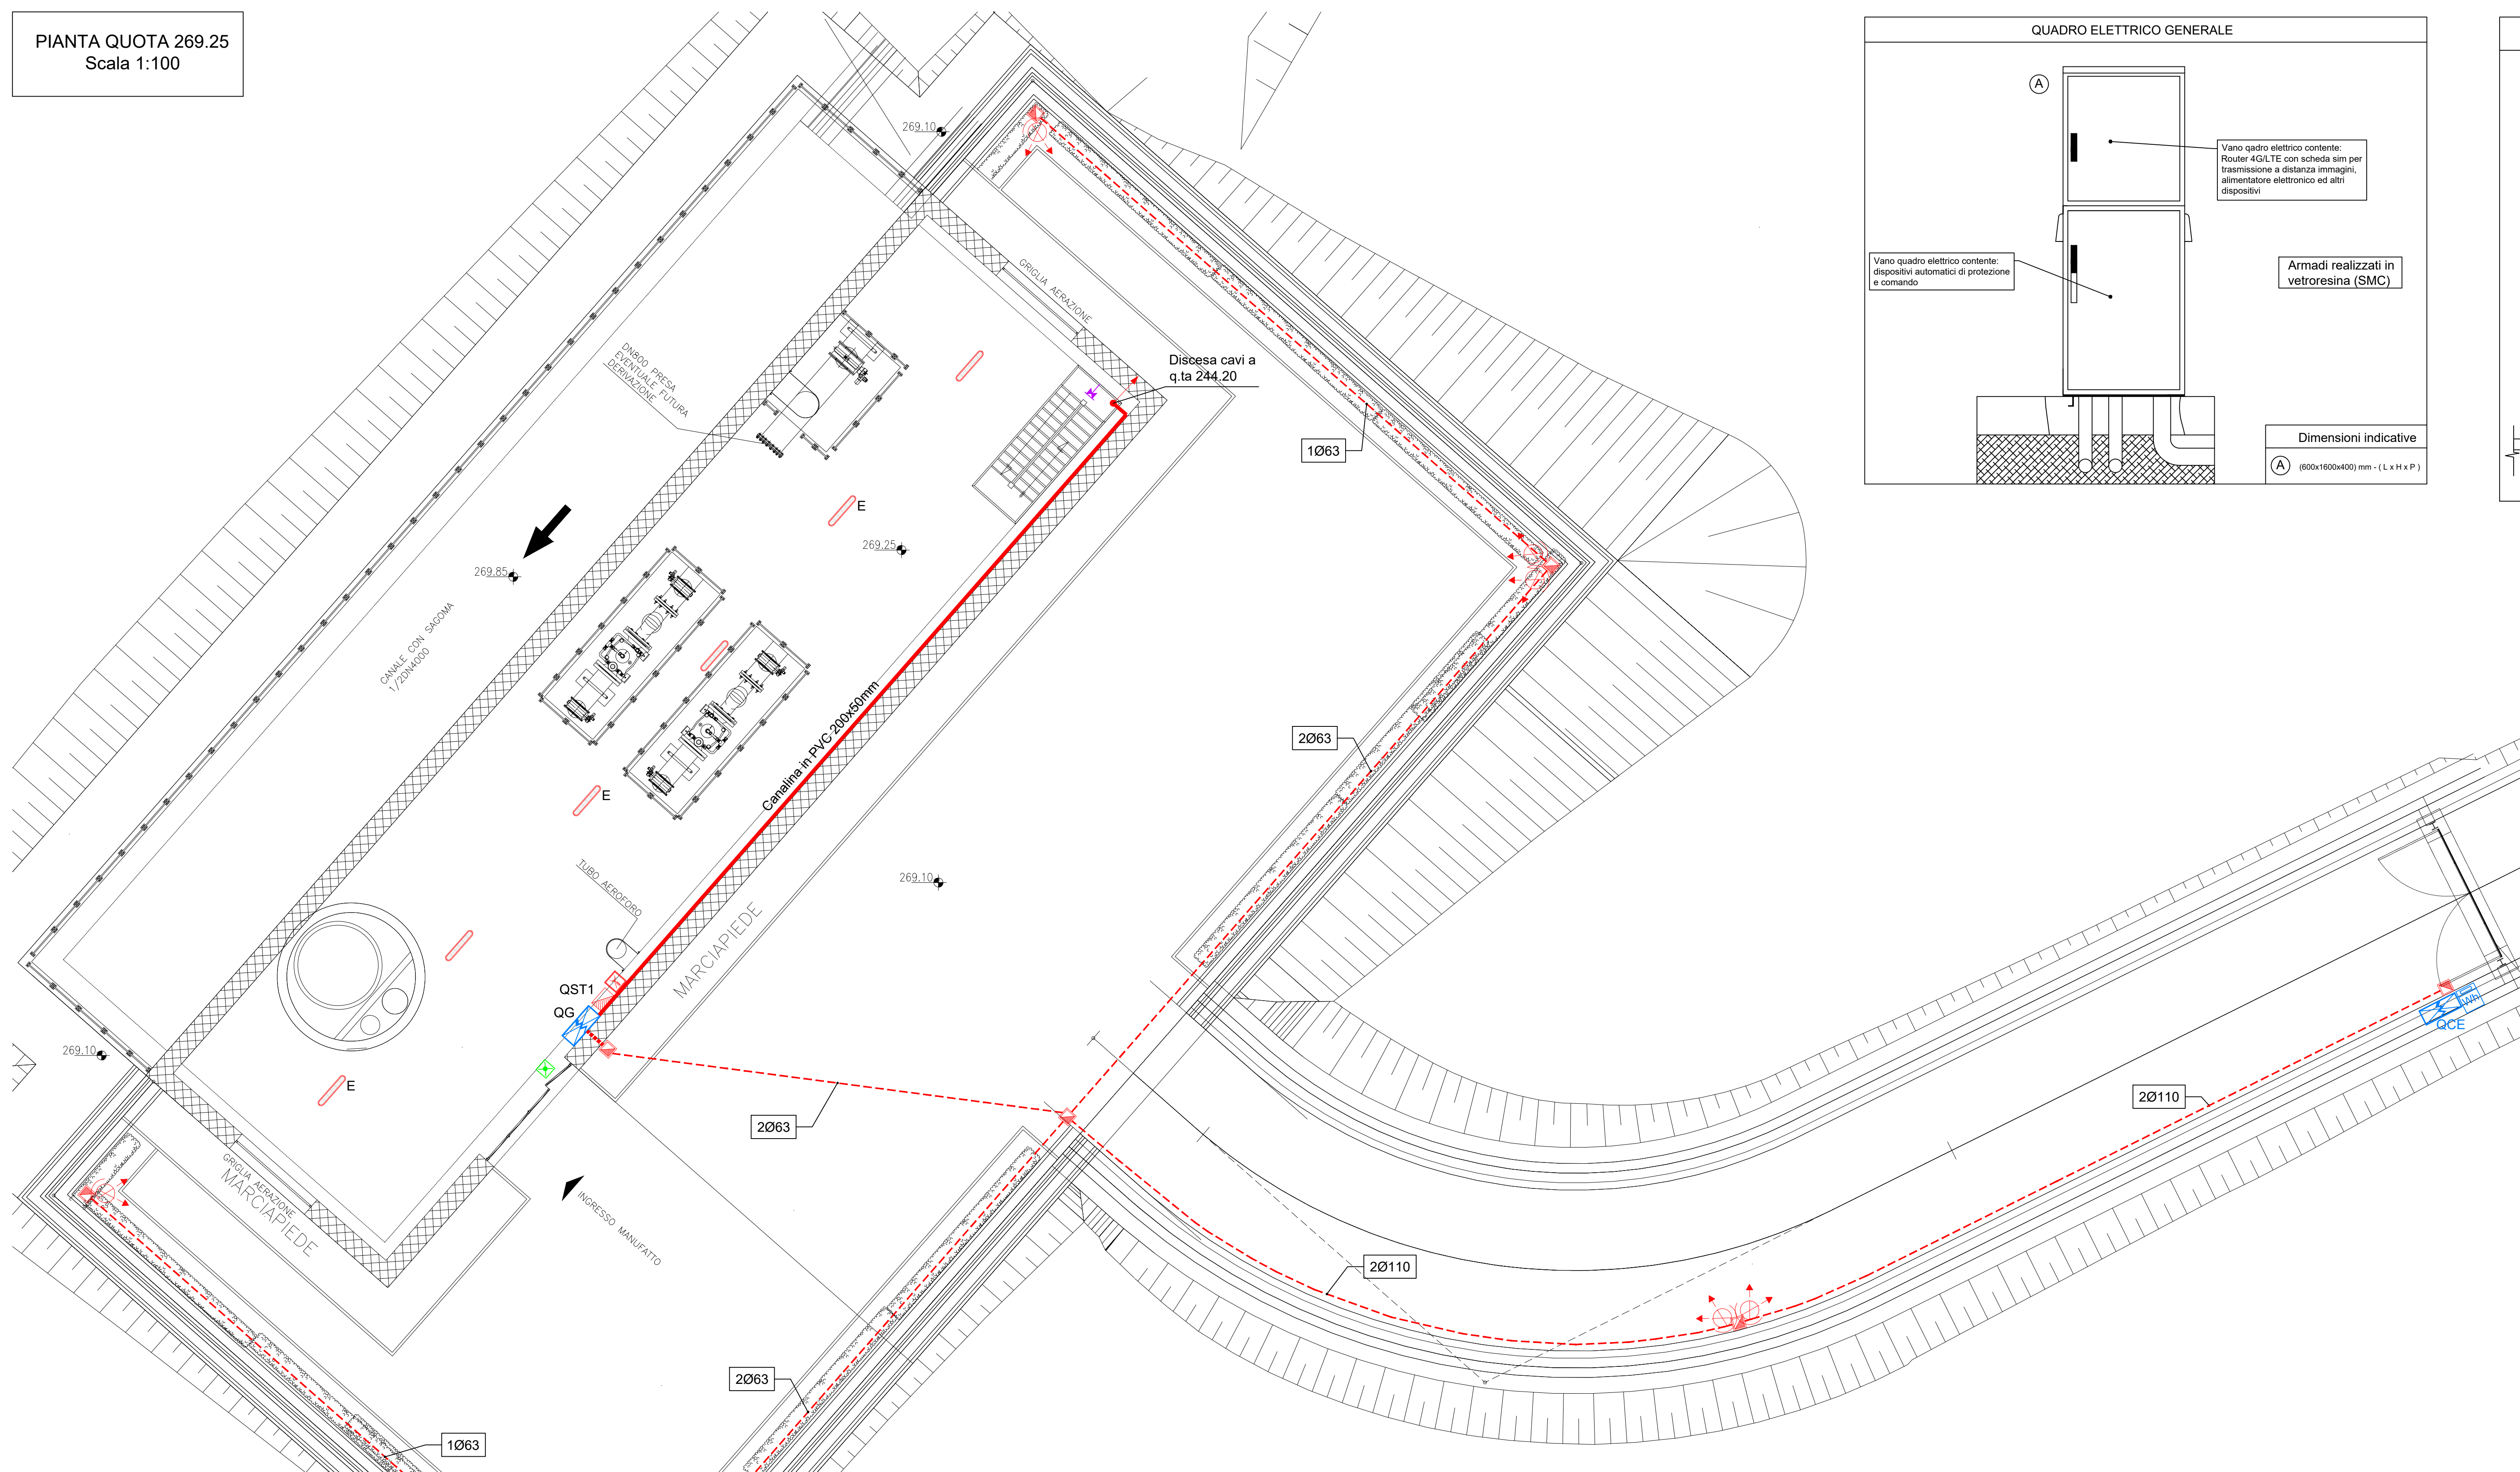 PIANTA QUOTA 269.25
Scala 1:100
QUADRO ELETTRICO GENERALE
A
Vano qadro elettrico contente:
Router 4G/LTE con scheda sim per
trasmissione a distanza immagini,
alimentatore elettronico ed altri
dispositivi
Vano quadro elettrico contente:
dispositivi automatici di protezione
e comando
Armadi realizzati in
vetroresina (SMC)
Dimensioni indicative
A
(600x1600x400) mm - ( L x H x P )
269.10
GRIGLIA AERAZIONE
DN800 PRESA
EVENTUALE FUTURA
DERIVAZIONE
Discesa cavi a
q.ta 244.20
1Ø63
E
269.25
269.85
CANALE CON SAGOMA
1/2DN4000
Canalina in PVC 200x50mm
2Ø63
E
TUBO AEROFORO
269.10
MARCIAPIEDE
QST1
QG
Wh
QCE
269.10
E
2Ø63
2Ø110
GRIGLIA AERAZIONE
MARCIAPIEDE
INGRESSO MANUFATTO
2Ø110
2Ø63
1Ø63